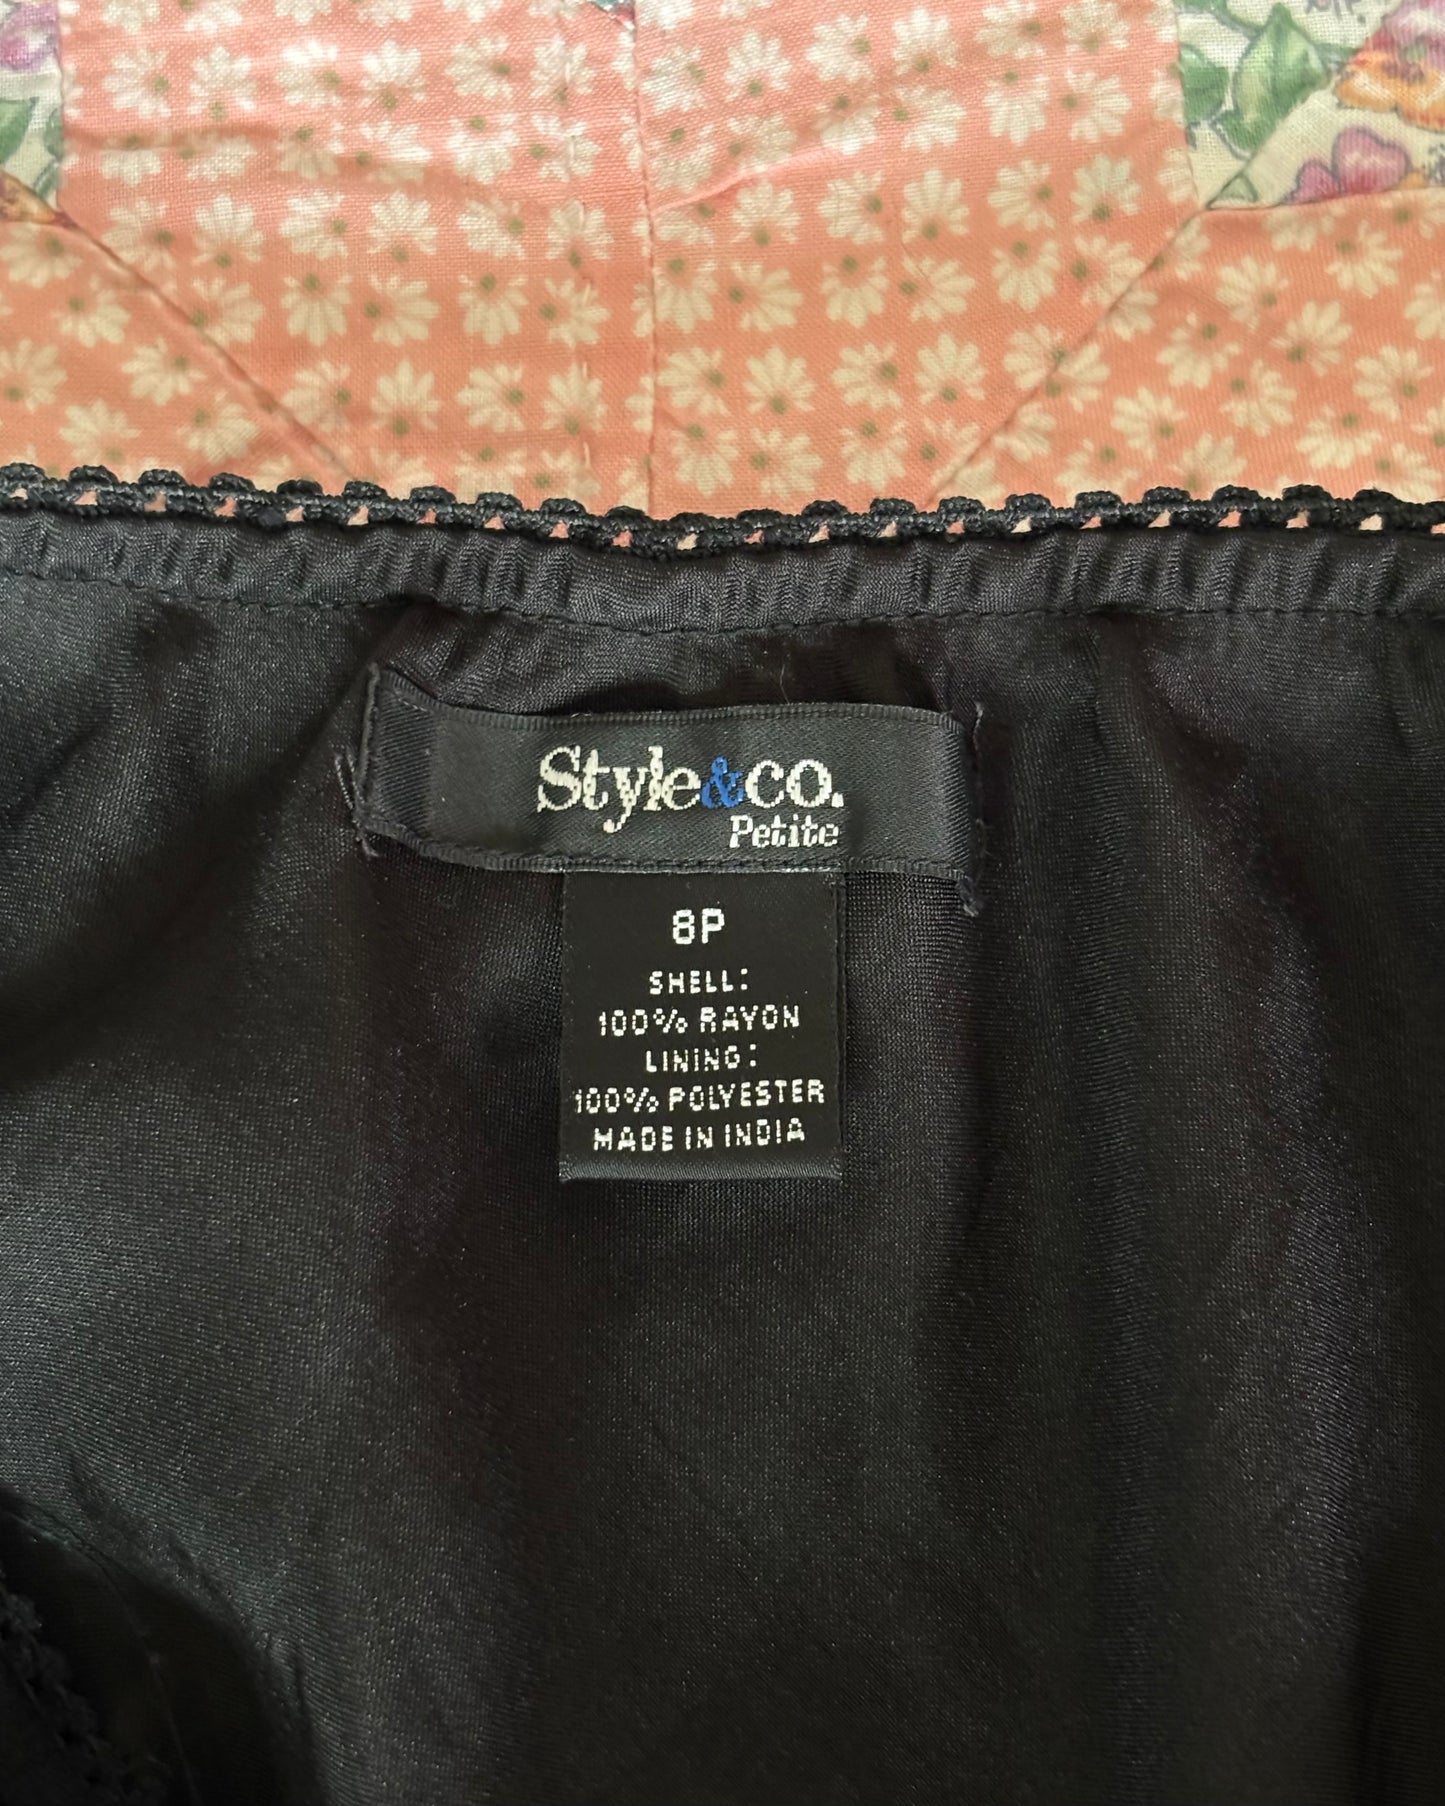 Style&co.
Petite
8P
SHELL:
100% RAYON
LINING:
100% POLYESTER
MADE IN INDIA